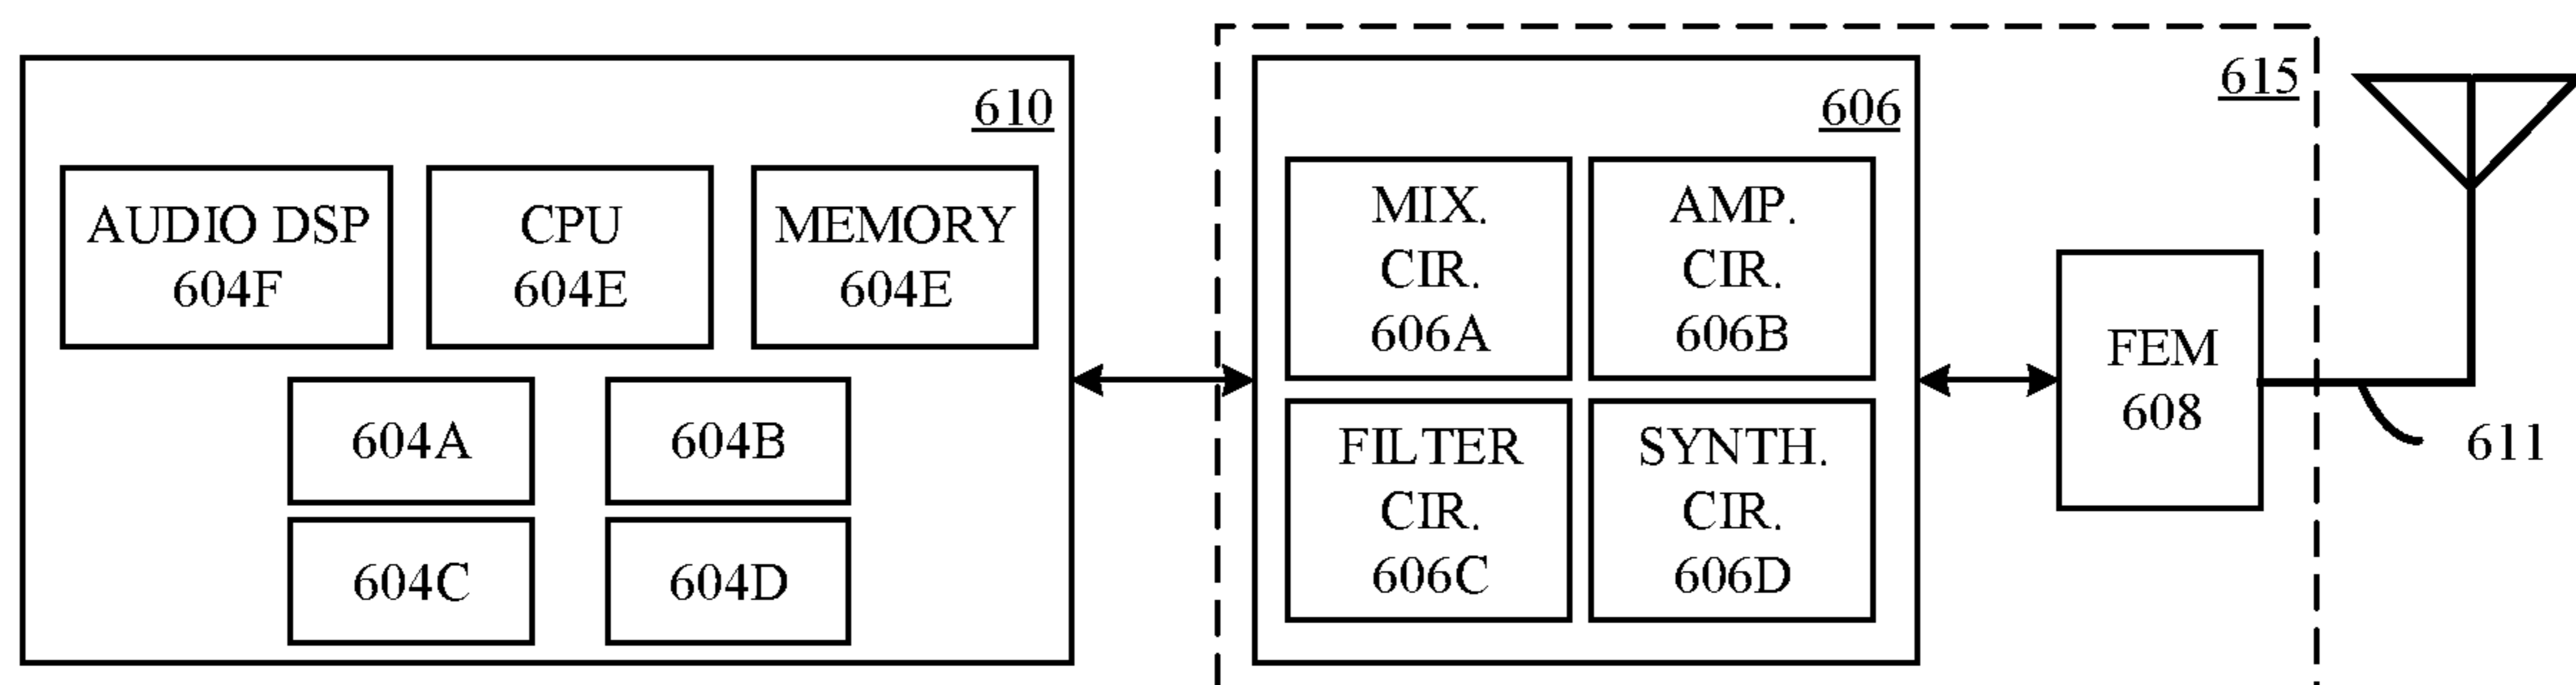 610
AUDIO DSP
604F
CPU
604E
MEMORY
604E
604A
604B
604C
604D
615
606
MIX.
CIR.
606A
AMP.
CIR.
606B
FILTER
CIR.
606C
SYNTH.
CIR.
606D
FEM
608
611